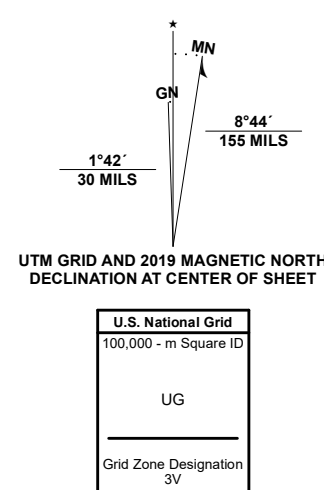 ★
MN
GN
8°44´
155 MILS
1°42´
30 MILS
UTM GRID AND 2019 MAGNETIC NORTH
DECLINATION AT CENTER OF SHEET
U.S. National Grid
100,000 - m Square ID
UG
Grid Zone Designation
3V